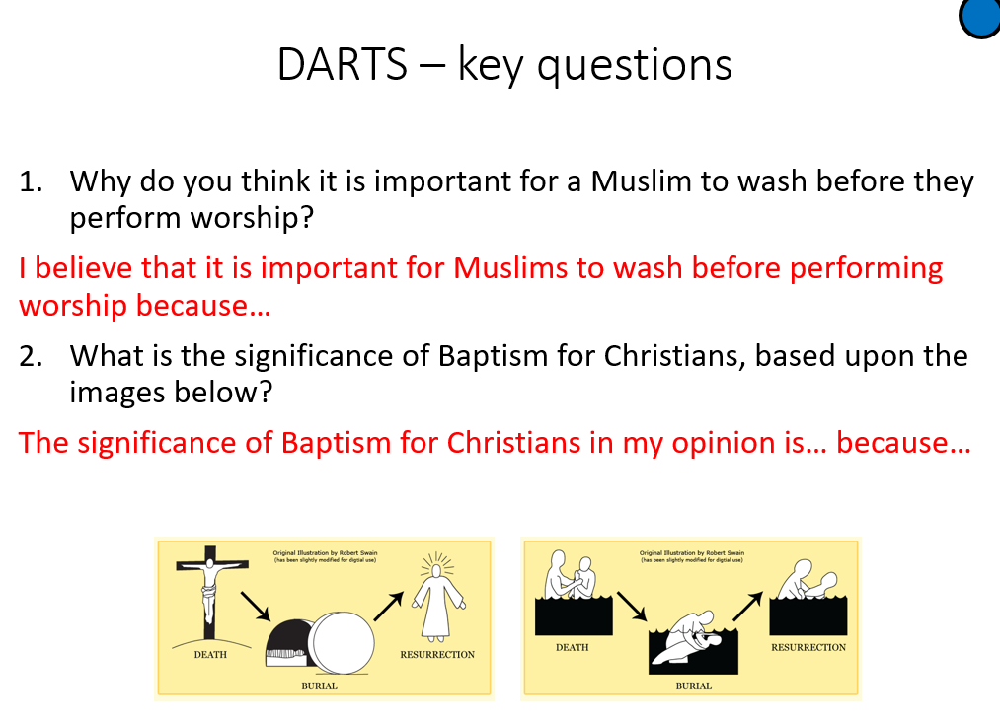 DARTS – key questions
1. Why do you think it is important for a Muslim to wash before they
perform worship?
I believe that it is important for Muslims to wash before performing
worship because…
2. What is the significance of Baptism for Christians, based upon the
images below?
The significance of Baptism for Christians in my opinion is… because…
Original Illustration by Robert Swain
(has been slightly modified for digtial use)
DEATH
RESURRECTION
BURIAL
Original Illustration by Robert Swain
(has been slightly modified for digtial use)
DEATH
RESURRECTION
BURIAL